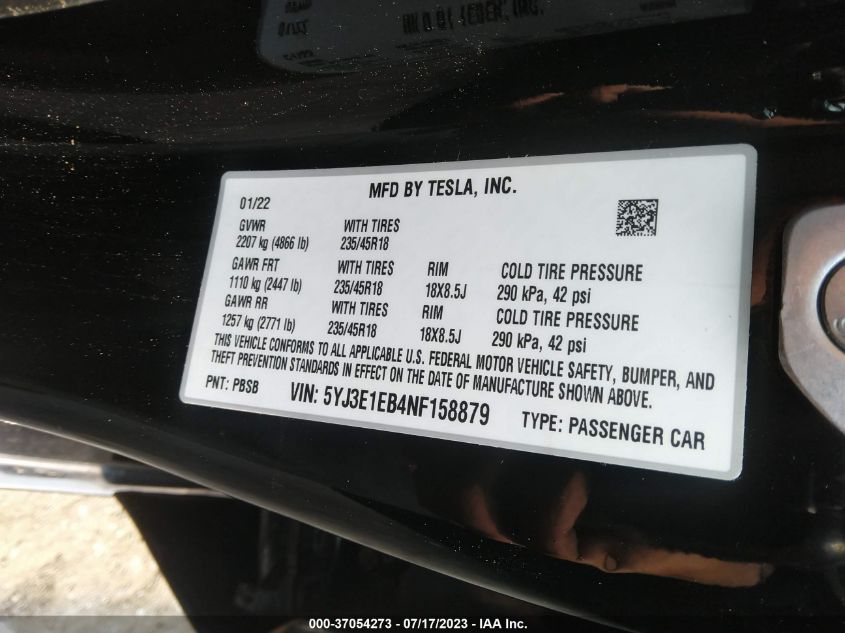 MFD BY TESLA, INC.
01/22
GVWR WITH TIRES
2207 kg (4866 lb) 235/45R18
GAWR FRT WITH TIRES RIM COLD TIRE PRESSURE
1110 kg (2447 lb) 235/45R18 18X8.5J 290 kPa, 42 psi
GAWR RR WITH TIRES RIM COLD TIRE PRESSURE
1257 kg (2771 lb) 235/45R18 18X8.5J 290 kPa, 42 psi
THIS VEHICLE CONFORMS TO ALL APPLICABLE U.S. FEDERAL MOTOR VEHICLE SAFETY, BUMPER, AND
THEFT PREVENTION STANDARDS IN EFFECT ON THE DATE OF MANUFACTURE SHOWN ABOVE.
PNT: PBSB VIN: 5YJ3E1EB4NF158879 TYPE: PASSENGER CAR
000-37054273 - 07/17/2023 - IAA, Inc.